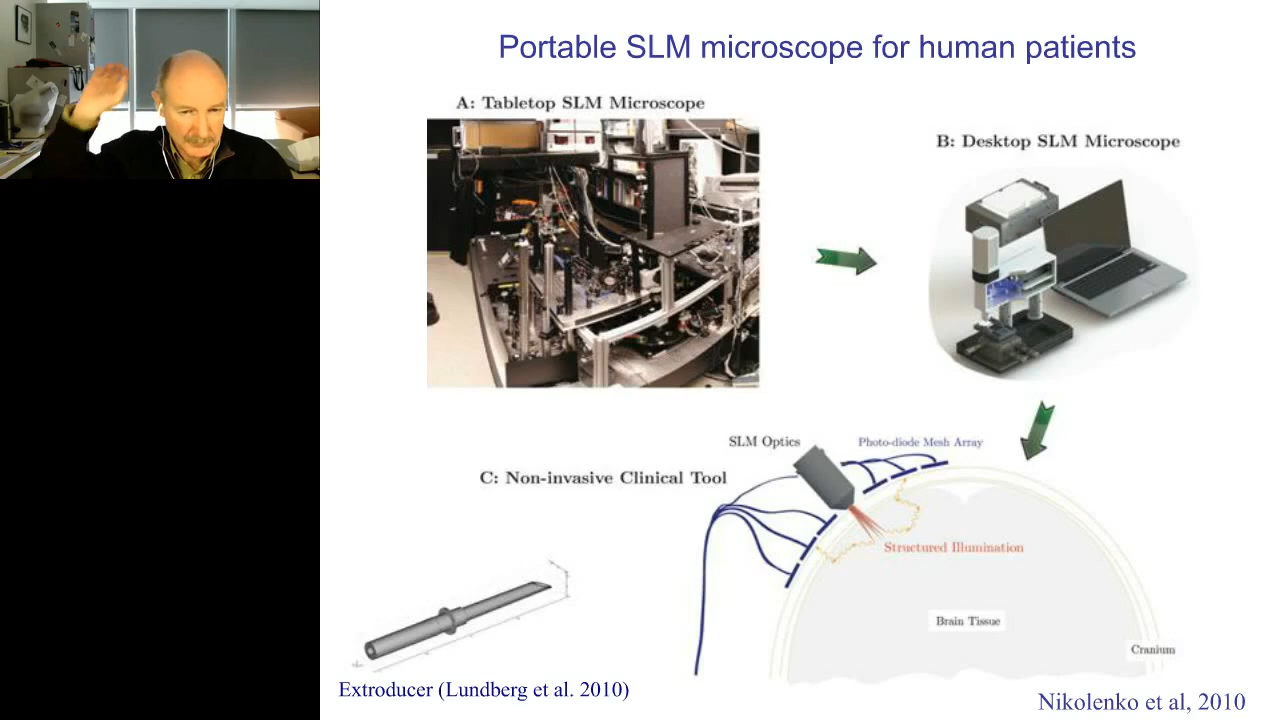 Portable SLM microscope for human patients
A: Tabletop SLM Microscope
B: Desktop SLM Microscope
SLM Optics
Photo-diode Mesh Array
C: Non-invasive Clinical Tool
Structured Illumination
Brain Tissue
Cranium
Extroducer (Lundberg et al. 2010)
Nikolenko et al, 2010